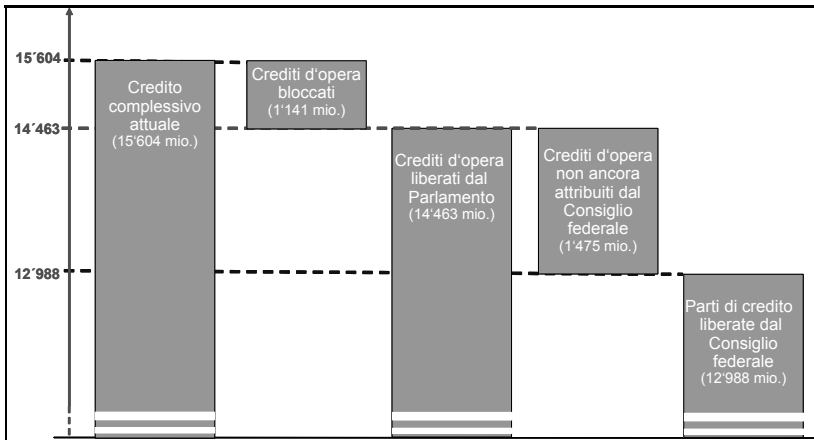 15'604
14'463
12'988
Credito
complessivo
attuale
(15'604 mio.)
Crediti d'opera
bloccati
(1'141 mio.)
Crediti d'opera
liberati dal
Parlamento
(14'463 mio.)
Crediti d'opera
non ancora
attribuiti dal
Consiglio
federale
(1'475 mio.)
Parti di credito
liberate dal
Consiglio
federale
(12'988 mio.)